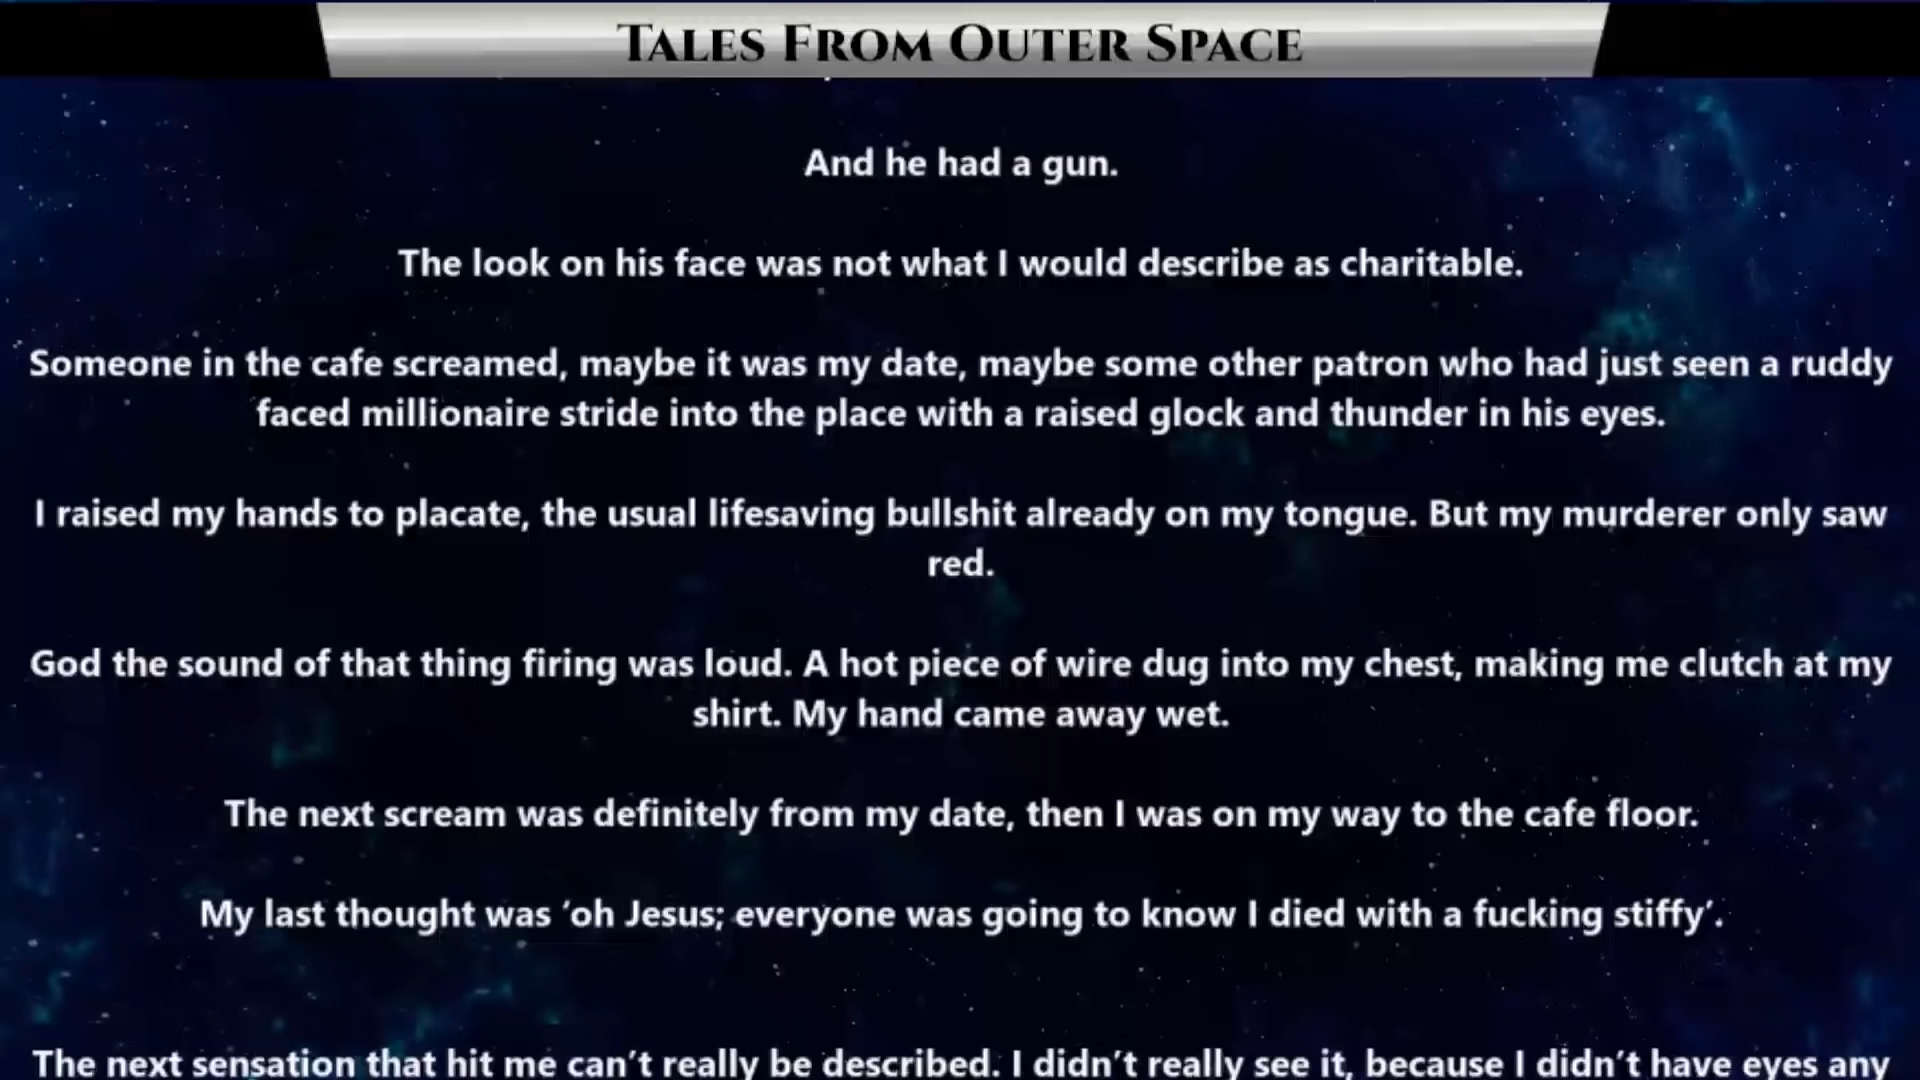 TALES FROM OUTER SPACE
And he had a gun.
The look on his face was not what I would describe as charitable.
Someone in the cafe screamed, maybe it was my date, maybe some other patron who had just seen a ruddy
faced millionaire stride into the place with a raised glock and thunder in his eyes.
I raised my hands to placate, the usual lifesaving bullshit already on my tongue. But my murderer only saw
red.
God the sound of that thing firing was loud. A hot piece of wire dug into my chest, making me clutch at my
shirt. My hand came away wet.
The next scream was definitely from my date, then I was on my way to the cafe floor.
My last thought was ‘oh Jesus; everyone was going to know I died with a fucking stiffy’.
The next sensation that hit me can’t really be described. I didn’t really see it, because I didn’t have eyes any